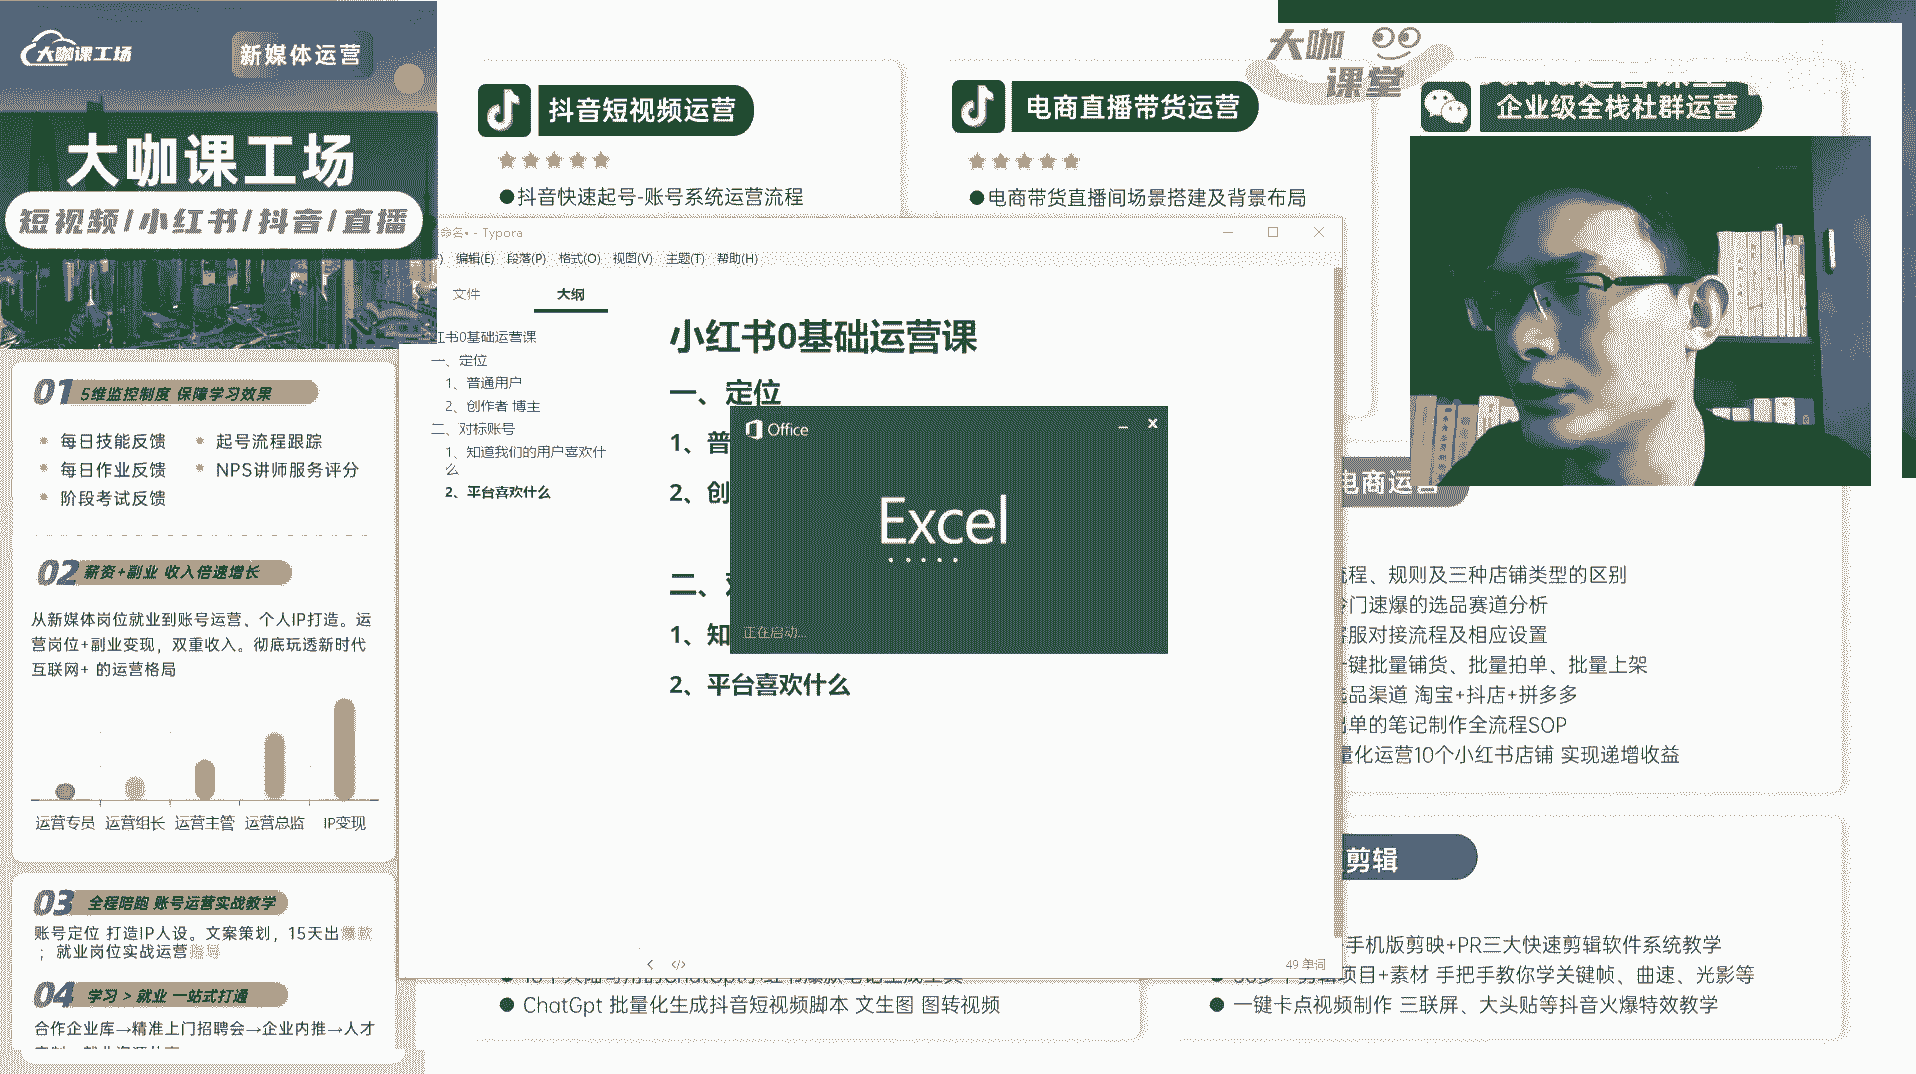 大咖课工场
新媒体运营
大咖课工场
短视频/小红书/抖音/直播
01 5维监控制度 保障学习效果
每日技能反馈
起号流程跟踪
每日作业反馈
NPS讲师服务评分
阶段考试反馈
02 薪资+副业 收入倍速增长
从新媒体岗位就业到账号运营、个人IP打造。运
营岗位+副业变现，双重收入。彻底玩透新时代
互联网+ 的运营格局
运营专员 运营组长 运营主管 运营总监 IP变现
03 全程陪跑 账号运营实战教学
账号定位 打造IP人设。文案策划，15天出爆款
；就业岗位实战运营指导
04 学习 > 就业 一站式打通
合作企业库→精准上门招聘会→企业内推→人才
抖音短视频运营
●抖音快速起号-账号系统运营流程
电商直播带货运营
●电商带货直播间场景搭建及背景布局
大咖
课堂
企业级全栈社群运营
命名• - Typora
编辑(E) 段落(P) 格式(O) 视图(V) 主题(T) 帮助(H)
文件
大纲
红书0基础运营课
一、定位
1、普通用户
2、创作者 博主
二、对标账号
1、知道我们的用户喜欢什
么
2、平台喜欢什么
小红书0基础运营课
一、定位
1、普
2、创
二、
1、知
2、平台喜欢什么
Office
Excel
正在启动...
</>
49 单词
电商运营
流程、规则及三种店铺类型的区别
冷门速爆的选品赛道分析
客服对接流程及相应设置
一键批量铺货、批量拍单、批量上架
选品渠道 淘宝+抖店+拼多多
出单的笔记制作全流程SOP
量化运营10个小红书店铺 实现递增收益
剪辑
手机版剪映+PR三大快速剪辑软件系统教学
项目+素材 手把手教你学关键帧、曲速、光影等
● 一键卡点视频制作 三联屏、大头贴等抖音火爆特效教学
● ChatGpt 批量化生成抖音短视频脚本 文生图 图转视频